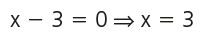 x − 3 = 0 ⇒ x = 3